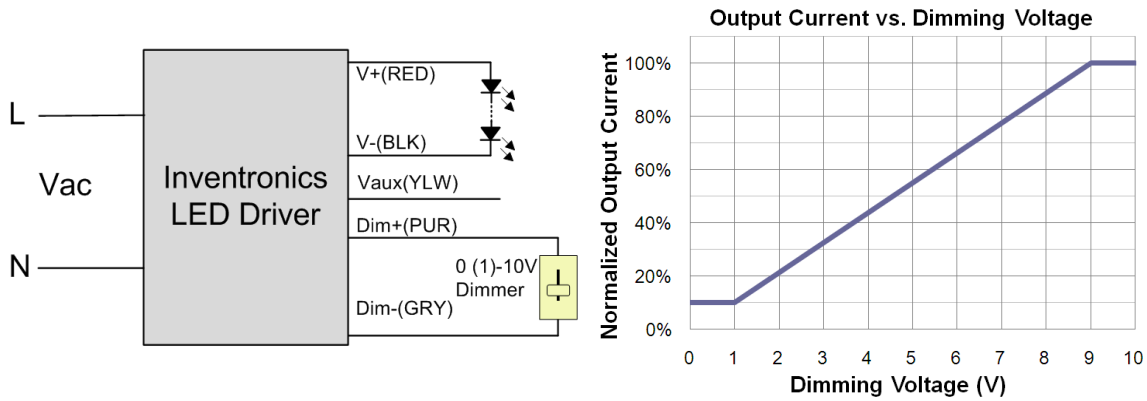 L
Vac
N
Inventronics
LED Driver
V+(RED)
V-(BLK)
Vaux(YLW)
Dim+(PUR)
Dim-(GRY)
0 (1)-10V
Dimmer
Output Current vs. Dimming Voltage
Normalized Output Current
100%
80%
60%
40%
20%
0%
0 1 2 3 4 5 6 7 8 9 10
Dimming Voltage (V)